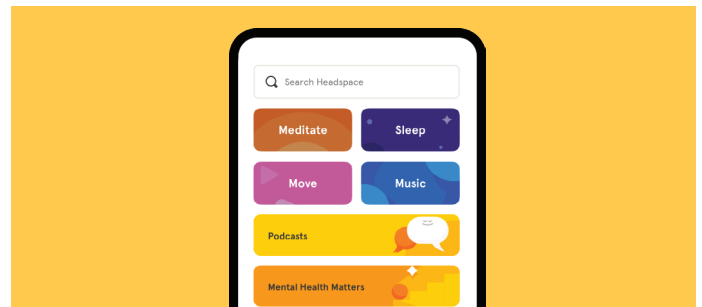 Search Headspace
Meditate
Sleep
Move
Music
Podcasts
Mental Health Matters